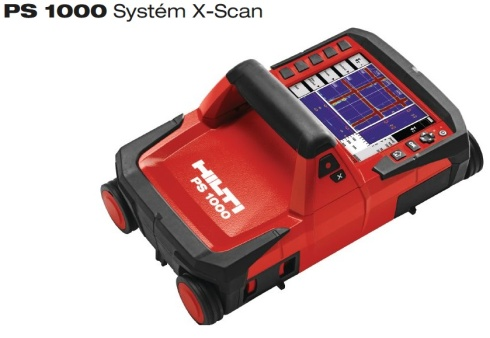 PS 1000 Systém X-Scan
HILTI
PS 1000
X